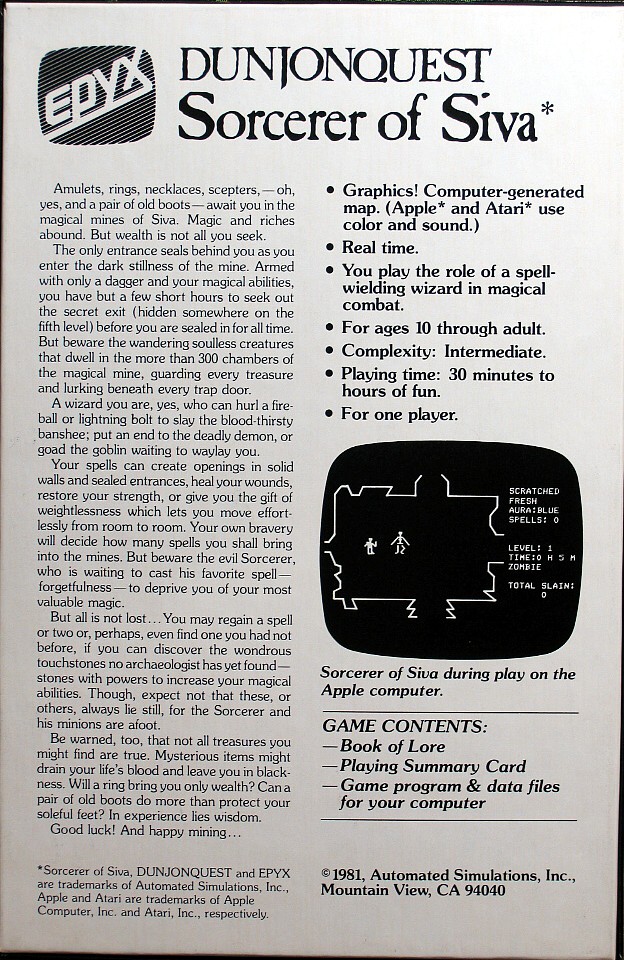 EPYX
DUNJONQUEST
Sorcerer of Siva*
Amulets, rings, necklaces, scepters,—oh,
yes, and a pair of old boots—await you in the
magical mines of Siva. Magic and riches
abound. But wealth is not all you seek.
The only entrance seals behind you as you
enter the dark stillness of the mine. Armed
with only a dagger and your magical abilities,
you have but a few short hours to seek out
the secret exit (hidden somewhere on the
fifth level) before you are sealed in for all time.
But beware the wandering soulless creatures
that dwell in the more than 300 chambers of
the magical mine, guarding every treasure
and lurking beneath every trap door.
A wizard you are, yes, who can hurl a fire-
ball or lightning bolt to slay the blood-thirsty
banshee; put an end to the deadly demon, or
goad the goblin waiting to waylay you.
Your spells can create openings in solid
walls and sealed entrances, heal your wounds,
restore your strength, or give you the gift of
weightlessness which lets you move effort-
lessly from room to room. Your own bravery
will decide how many spells you shall bring
into the mines. But beware the evil Sorcerer,
who is waiting to cast his favorite spell—
forgetfulness—to deprive you of your most
valuable magic.
But all is not lost...You may regain a spell
or two or, perhaps, even find one you had not
before, if you can discover the wondrous
touchstones no archaeologist has yet found—
stones with powers to increase your magical
abilities. Though, expect not that these, or
others, always lie still, for the Sorcerer and
his minions are afoot.
Be warned, too, that not all treasures you
might find are true. Mysterious items might
drain your life's blood and leave you in black-
ness. Will a ring bring you only wealth? Can a
pair of old boots do more than protect your
soleful feet? In experience lies wisdom.
Good luck! And happy mining...
*Sorcerer of Siva, DUNJONQUEST and EPYX
are trademarks of Automated Simulations, Inc.,
Apple and Atari are trademarks of Apple
Computer, Inc. and Atari, Inc., respectively.
• Graphics! Computer-generated
map. (Apple* and Atari* use
color and sound.)
• Real time.
• You play the role of a spell-
wielding wizard in magical
combat.
• For ages 10 through adult.
• Complexity: Intermediate.
• Playing time: 30 minutes to
hours of fun.
• For one player.
SCRATCHED
FRESH
AURA:BLUE
SPELLS: 0
LEVEL: 1
TIME:0 H 5 M
ZOMBIE
TOTAL SLAIN:
0
Sorcerer of Siva during play on the
Apple computer.
GAME CONTENTS:
—Book of Lore
—Playing Summary Card
—Game program & data files
for your computer
©1981, Automated Simulations, Inc.,
Mountain View, CA 94040